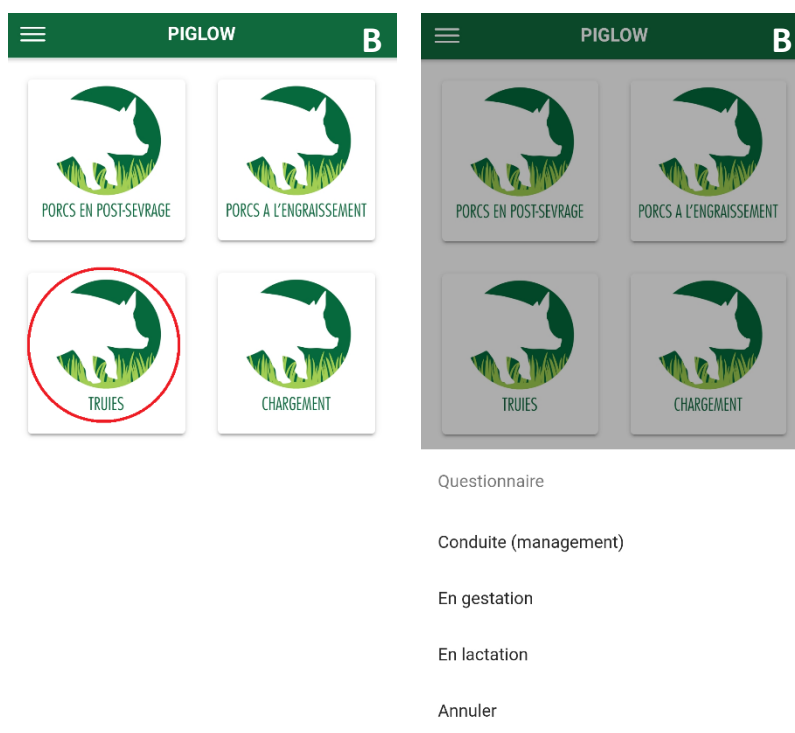 PIGLOW
B
PORCS EN POST-SEVRAGE
PORCS A L'ENGRAISSEMENT
TRUIES
CHARGEMENT
PIGLOW
B
PORCS EN POST-SEVRAGE
PORCS A L'ENGRAISSEMENT
TRUIES
CHARGEMENT
Questionnaire
Conduite (management)
En gestation
En lactation
Annuler